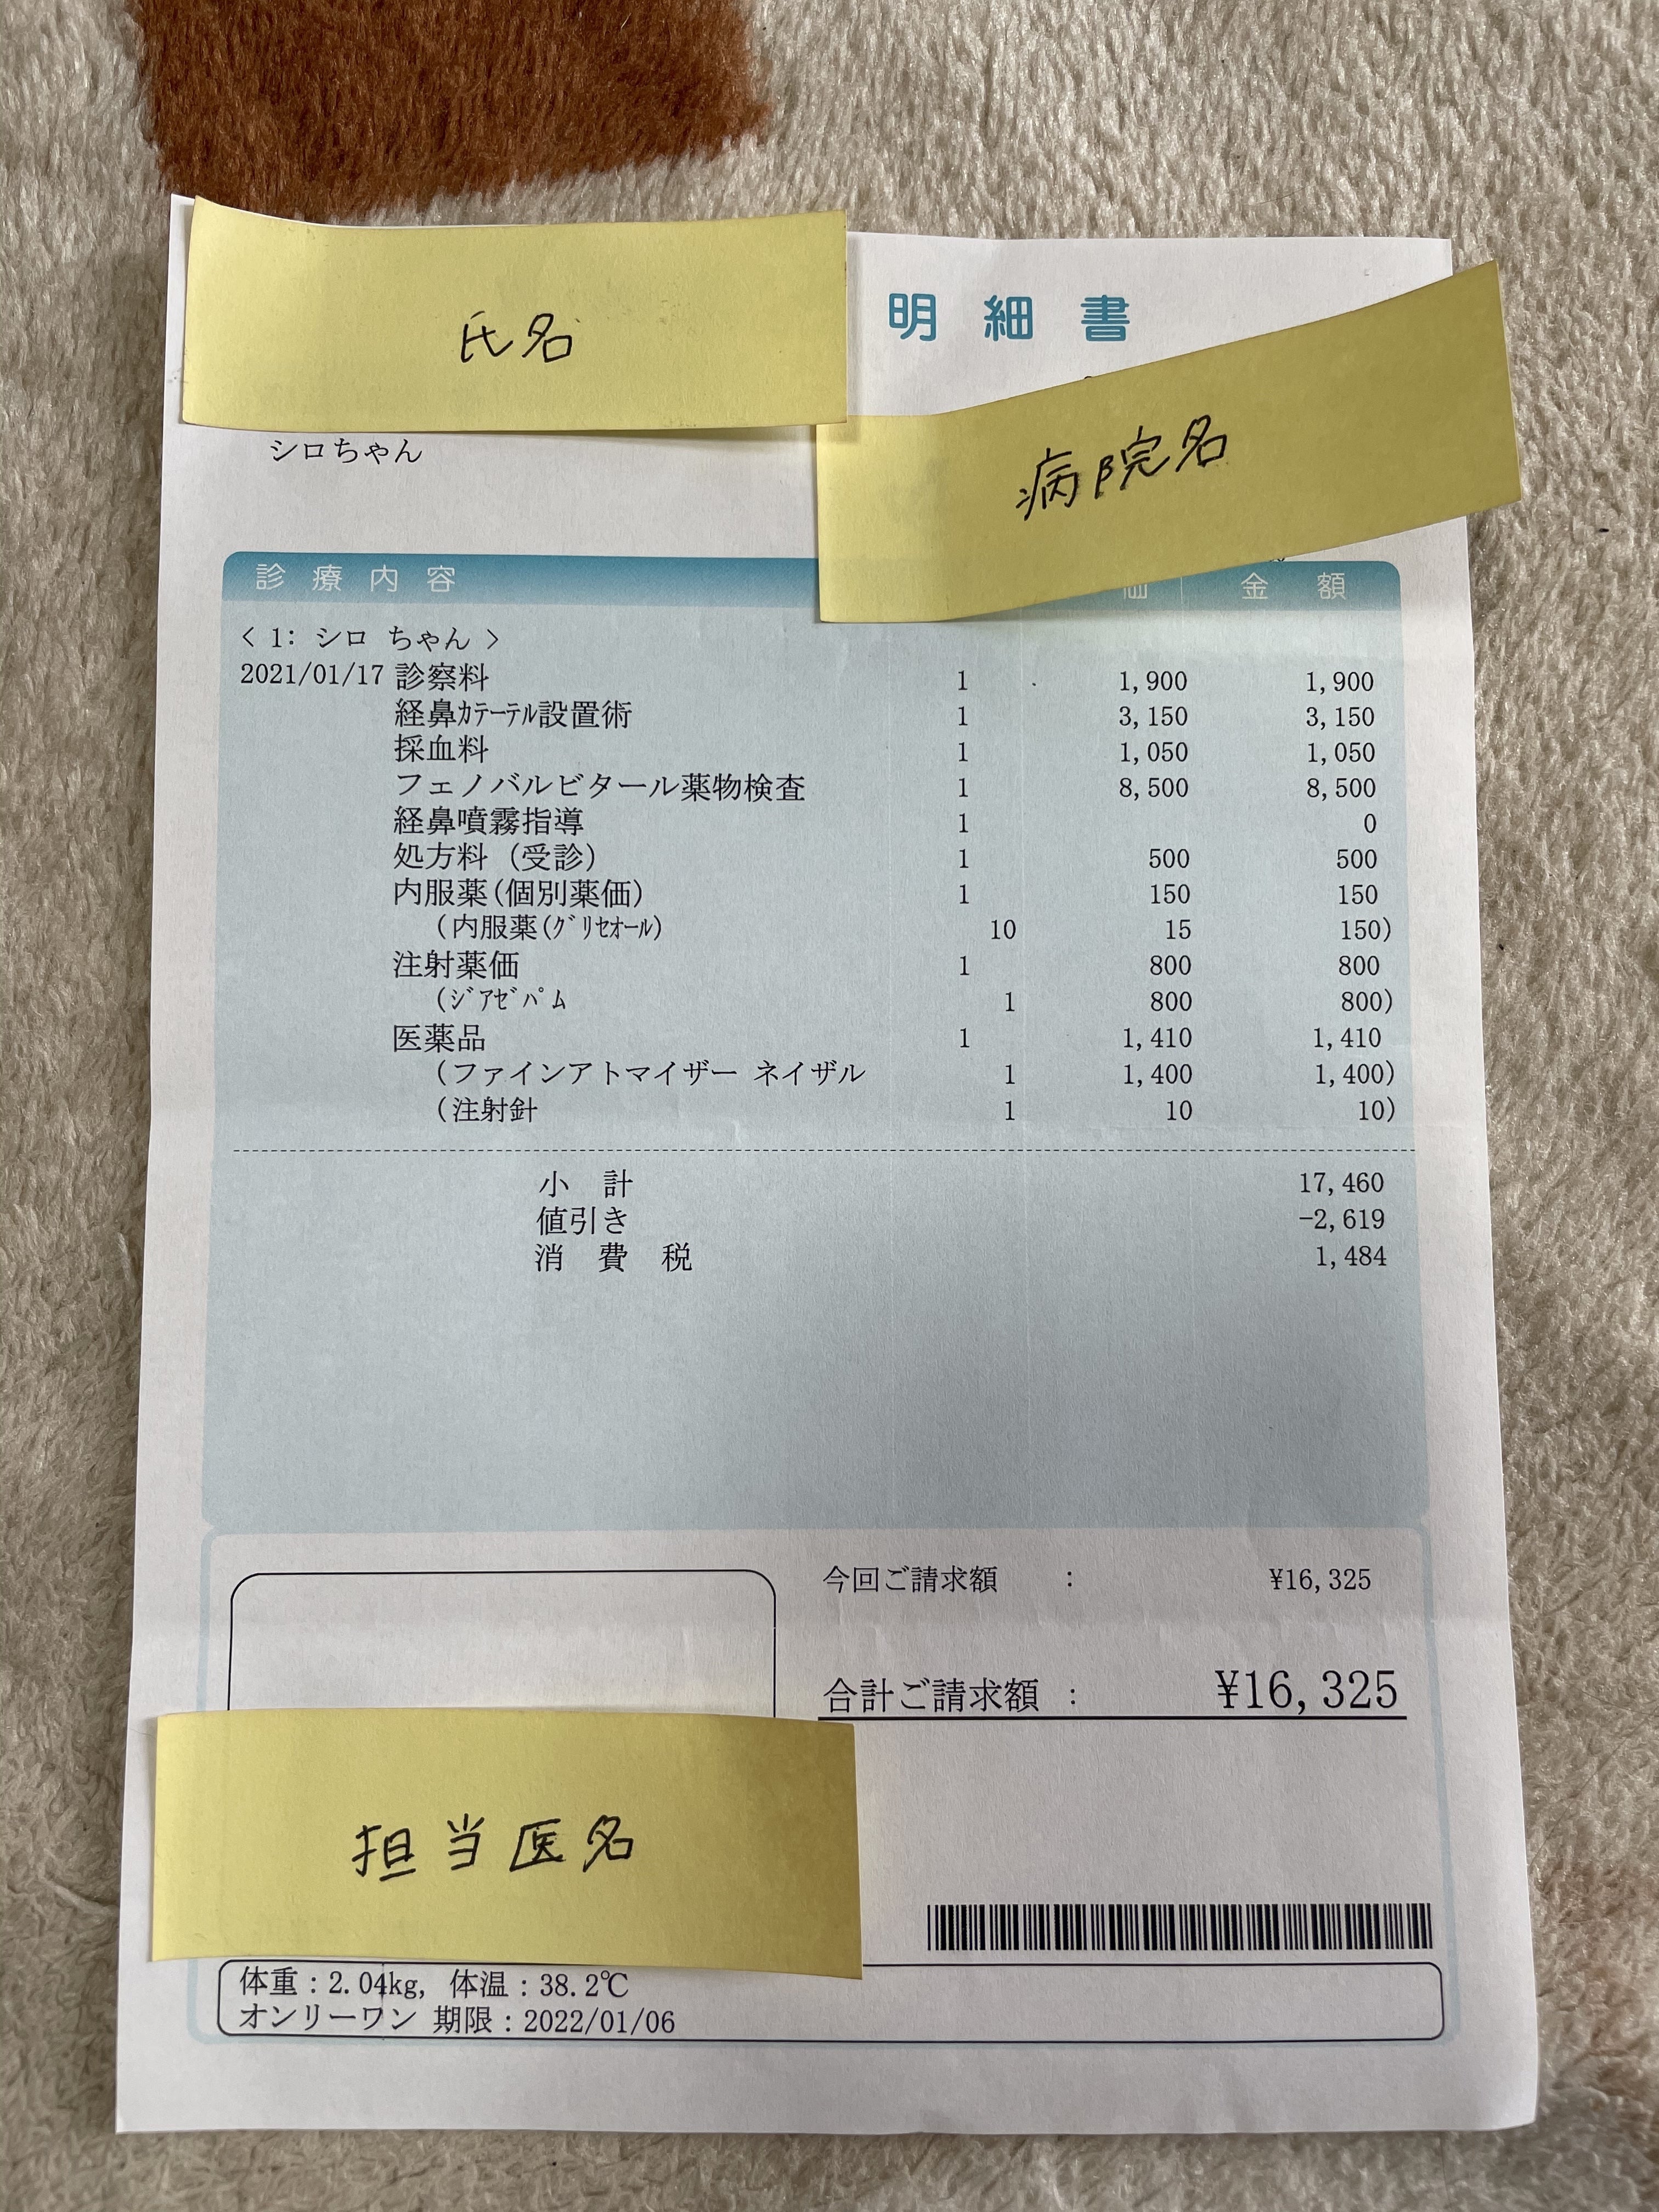 明 細 書
氏名
シロちゃん
病院名
診 療 内 容 金 額
< 1: シロ ちゃん >
2021/01/17 診察料 1 1,900 1,900
経鼻ｶﾃｰﾃﾙ設置術 1 3,150 3,150
採血料 1 1,050 1,050
フェノバルビタール薬物検査 1 8,500 8,500
経鼻噴霧指導 1 0
処方料 (受診) 1 500 500
内服薬(個別薬価) 1 150 150
(内服薬(ｸﾞﾘｾｵｰﾙ) 10 15 150)
注射薬価 1 800 800
(ｼﾞｱｾﾞﾊﾟﾑ 1 800 800)
医薬品 1 1,410 1,410
(ファインアトマイザー ネイザル 1 1,400 1,400)
(注射針 1 10 10)
小 計 17,460
値引き -2,619
消 費 税 1,484
今回ご請求額 : ¥16,325
合計ご請求額 : ¥16,325
担当医名
体重:2.04kg, 体温:38.2℃
オンリーワン 期限:2022/01/06